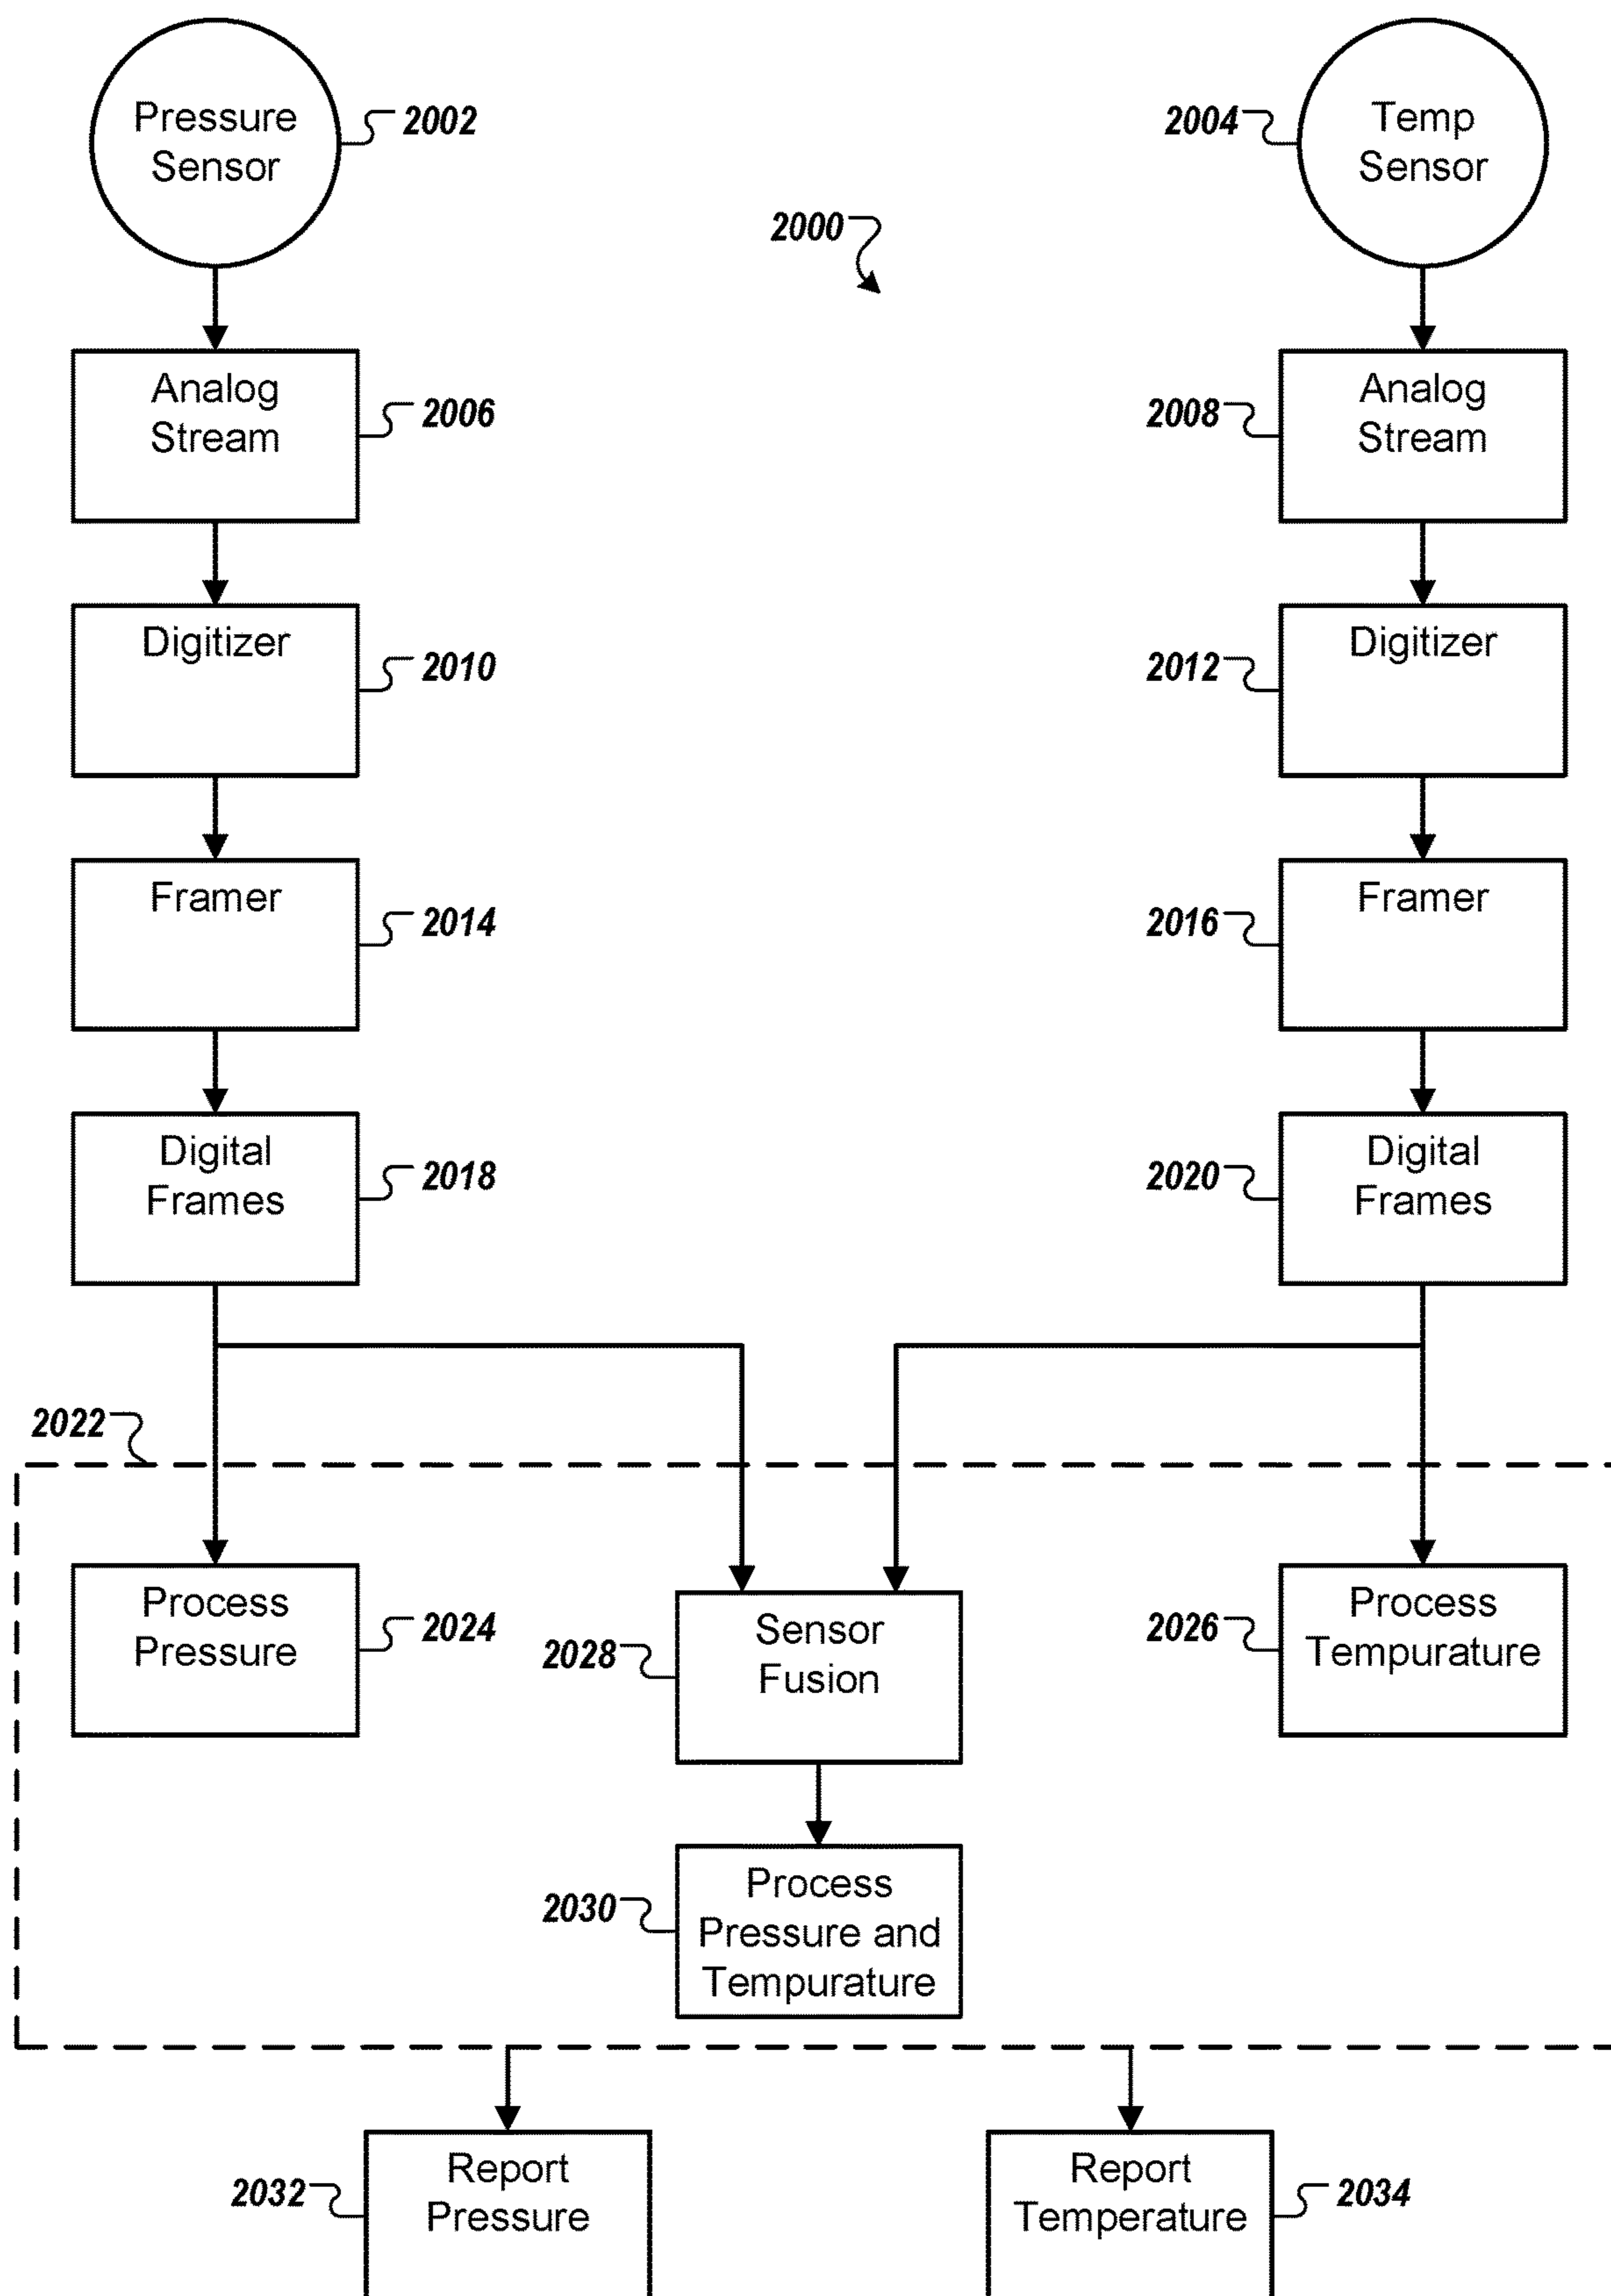 Pressure
Sensor
2002
2004
Temp
Sensor
2000
Analog
Stream
2006
2008
Analog
Stream
Digitizer
2010
2012
Digitizer
Framer
2014
2016
Framer
Digital
Frames
2018
2020
Digital
Frames
2022
Process
Pressure
2024
2028
Sensor
Fusion
2026
Process
Tempurature
2030
Process
Pressure and
Tempurature
2032
Report
Pressure
Report
Temperature
2034